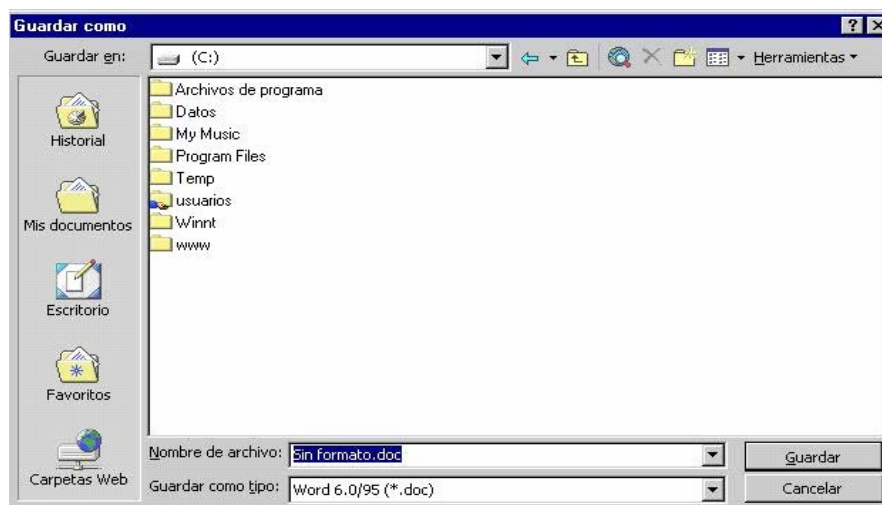 Guardar como
Guardar en: (C:) Herramientas
Historial
Mis documentos
Escritorio
Favoritos
Carpetas Web
Archivos de programa
Datos
My Music
Program Files
Temp
usuarios
Winnt
www
Nombre de archivo: Sin formato.doc Guardar
Guardar como tipo: Word 6.0/95 (*.doc) Cancelar